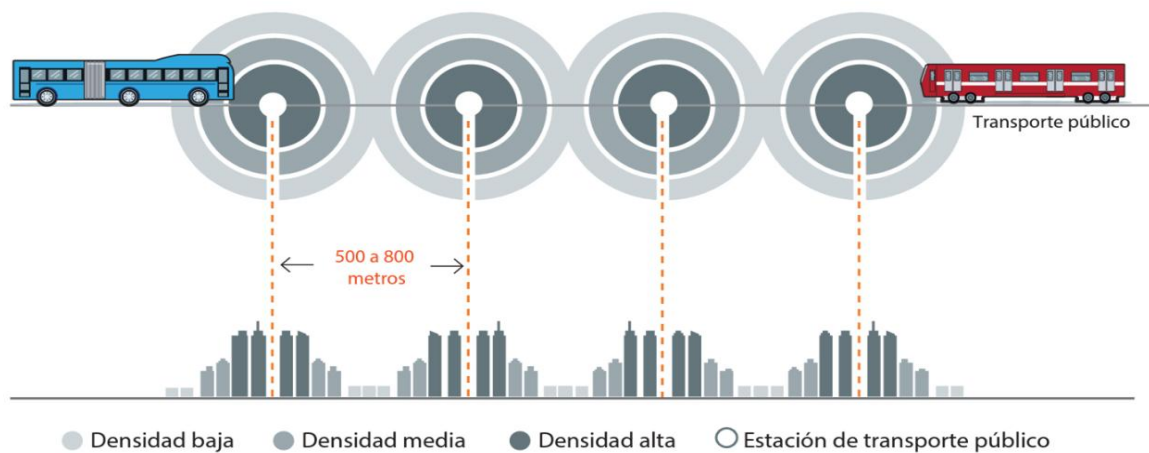 Transporte público
500 a 800
metros
Densidad baja
Densidad media
Densidad alta
Estación de transporte público